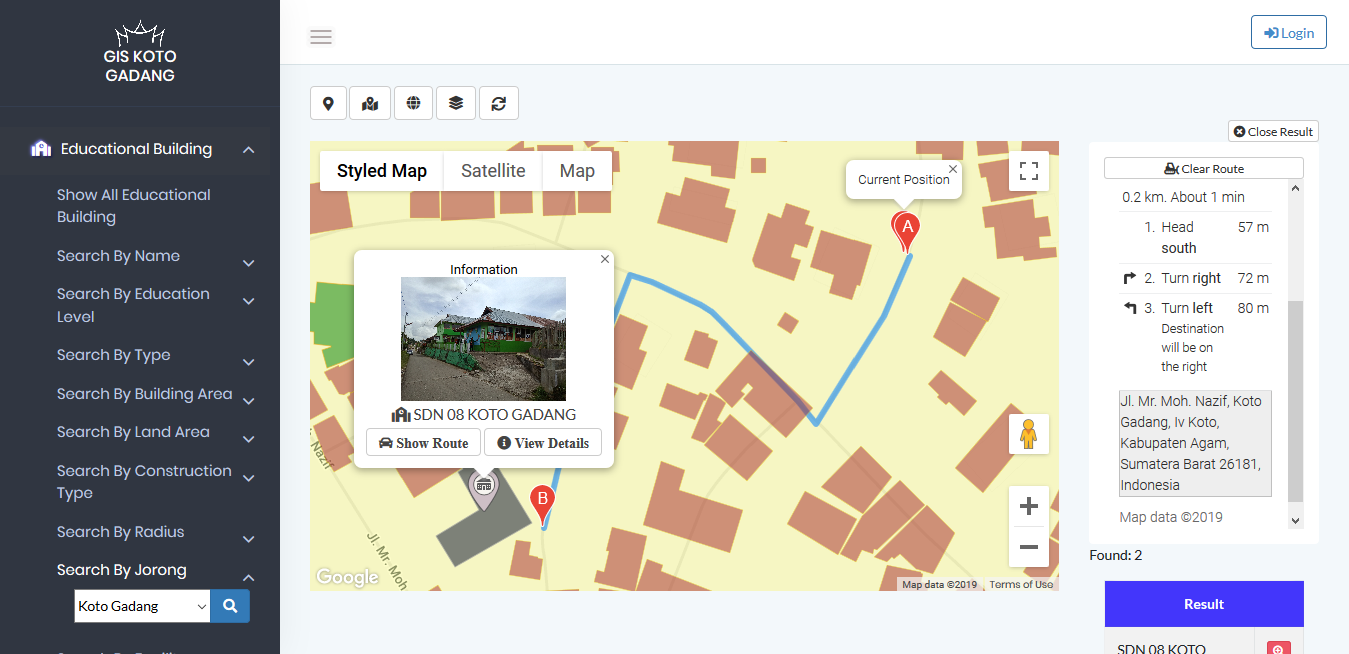 GIS KOTO
GADANG
Login
Educational Building
Show All Educational
Building
Search By Name
Search By Education
Level
Search By Type
Search By Building Area
Search By Land Area
Search By Construction
Type
Search By Radius
Search By Jorong
Koto Gadang
Styled Map
Satellite
Map
Current Position
A
Information
SDN 08 KOTO GADANG
Show Route
View Details
B
Nazif
Jl. Mr. Moh
Google
Map data ©2019
Terms of Use
Close Result
Clear Route
0.2 km. About 1 min
1. Head south 57 m
2. Turn right 72 m
3. Turn left 80 m
Destination
will be on
the right
Jl. Mr. Moh. Nazif, Koto
Gadang, Iv Koto,
Kabupaten Agam,
Sumatera Barat 26181,
Indonesia
Map data ©2019
Found: 2
Result
SDN 08 KOTO